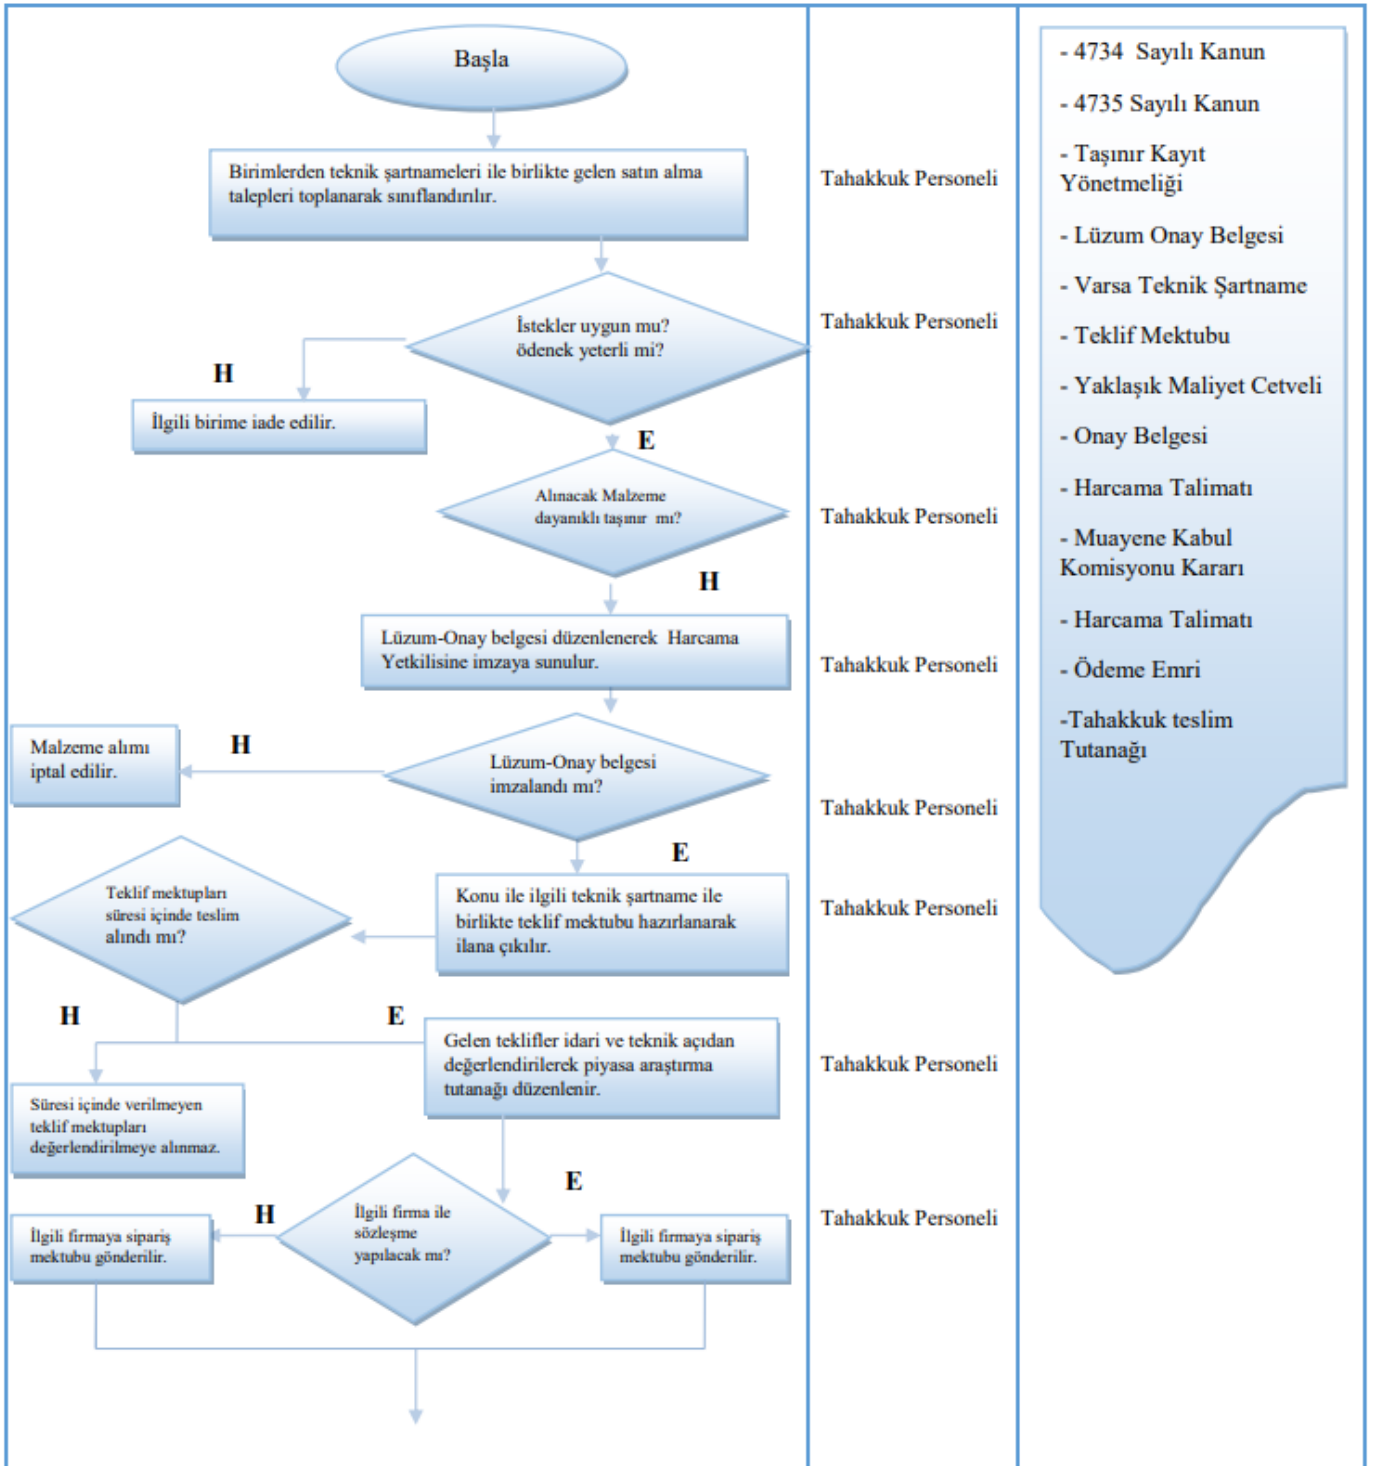 Başla
Birimlerden teknik şartnameleri ile birlikte gelen satın alma
talepleri toplanarak sınıflandırılır.
Tahakkuk Personeli
İstekler uygun mu?
ödenek yeterli mi?
Tahakkuk Personeli
H
İlgili birime iade edilir.
E
Alınacak Malzeme
dayanıklı taşınır mı?
Tahakkuk Personeli
H
Lüzum-Onay belgesi düzenlenerek Harcama
Yetkilisine imzaya sunulur.
Tahakkuk Personeli
Lüzum-Onay belgesi
imzalandı mı?
Tahakkuk Personeli
H
Malzeme alımı
iptal edilir.
E
Konu ile ilgili teknik şartname ile
birlikte teklif mektubu hazırlanarak
ilana çıkılır.
Tahakkuk Personeli
Teklif mektupları
süresi içinde teslim
alındı mı?
H
E
Gelen teklifler idari ve teknik açıdan
değerlendirilerek piyasa araştırma
tutanağı düzenlenir.
Tahakkuk Personeli
Süresi içinde verilmeyen
teklif mektupları
değerlendirilmeye alınmaz.
İlgili firma ile
sözleşme
yapılacak mı?
Tahakkuk Personeli
H
İlgili firmaya sipariş
mektubu gönderilir.
E
İlgili firmaya sipariş
mektubu gönderilir.
- 4734 Sayılı Kanun
- 4735 Sayılı Kanun
- Taşınır Kayıt
Yönetmeliği
- Lüzum Onay Belgesi
- Varsa Teknik Şartname
- Teklif Mektubu
- Yaklaşık Maliyet Cetveli
- Onay Belgesi
- Harcama Talimatı
- Muayene Kabul
Komisyonu Kararı
- Harcama Talimatı
- Ödeme Emri
-Tahakkuk teslim
Tutanağı